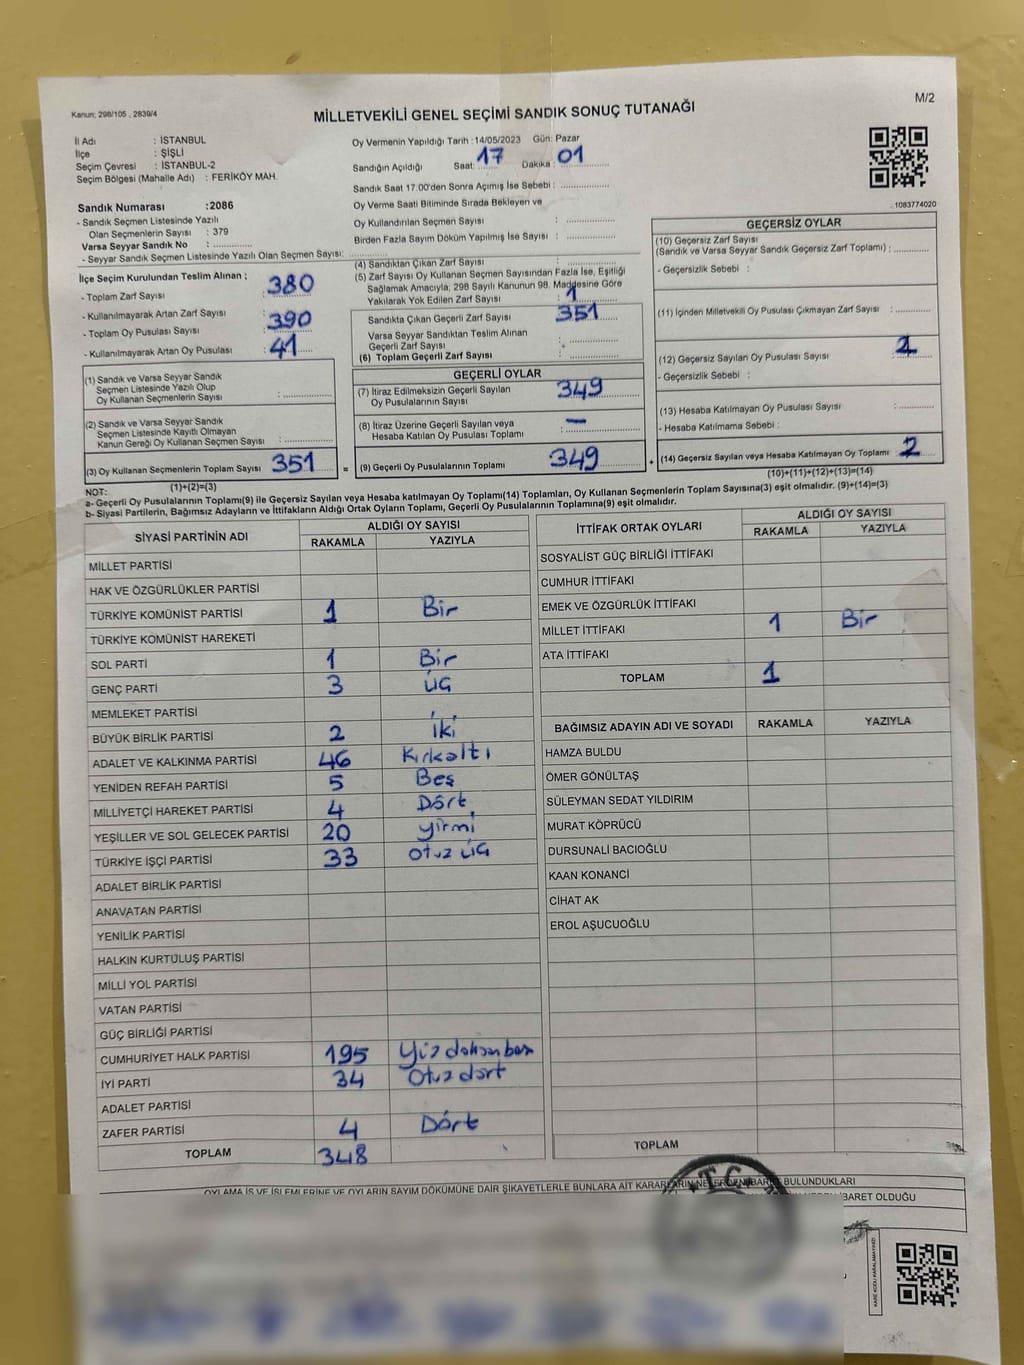 Kanun; 298/105 , 2839/4
M/2
MİLLETVEKİLİ GENEL SEÇİMİ SANDIK SONUÇ TUTANAĞI
İl Adı : İSTANBUL
İlçe : ŞİŞLİ
Seçim Çevresi : İSTANBUL-2
Seçim Bölgesi (Mahalle Adı) : FERİKÖY MAH.
Sandık Numarası :2086
- Sandık Seçmen Listesinde Yazılı
Olan Seçmenlerin Sayısı : 379
Varsa Seyyar Sandık No :
- Seyyar Sandık Seçmen Listesinde Yazılı Olan Seçmen Sayısı:
Oy Vermenin Yapıldığı Tarih :14/05/2023 Gün: Pazar
Sandığın Açıldığı Saat: 17 Dakika : 01
Sandık Saat 17.00'den Sonra Açılmış İse Sebebi :
Oy Verme Saati Bitiminde Sırada Bekleyen ve
Oy Kullandırılan Seçmen Sayısı :
Birden Fazla Sayım Döküm Yapılmış İse Sayısı :
1083774020
İlçe Seçim Kurulundan Teslim Alınan ;
- Toplam Zarf Sayısı : 380
- Kullanılmayarak Artan Zarf Sayısı :
- Toplam Oy Pusulası Sayısı : 390
- Kullanılmayarak Artan Oy Pusulası : 41
(4) Sandıktan Çıkan Zarf Sayısı :
(5) Zarf Sayısı Oy Kullanan Seçmen Sayısından Fazla İse, Eşitliği
Sağlamak Amacıyla; 298 Sayılı Kanunun 98. Maddesine Göre
Yakılarak Yok Edilen Zarf Sayısı : 1
Sandıkta Çıkan Geçerli Zarf Sayısı : 351
Varsa Seyyar Sandıktan Teslim Alınan
Geçerli Zarf Sayısı :
(6) Toplam Geçerli Zarf Sayısı :
GEÇERSİZ OYLAR
(10) Geçersiz Zarf Sayısı
(Sandık ve Varsa Seyyar Sandık Geçersiz Zarf Toplamı) :
- Geçersizlik Sebebi :
(11) İçinden Milletvekili Oy Pusulası Çıkmayan Zarf Sayısı :
(12) Geçersiz Sayılan Oy Pusulası Sayısı 2
- Geçersizlik Sebebi :
(13) Hesaba Katılmayan Oy Pusulası Sayısı :
- Hesaba Katılmama Sebebi :
(14) Geçersiz Sayılan veya Hesaba Katılmayan Oy Toplamı : 2
(10)+(11)+(12)+(13)=(14)
(1) Sandık ve Varsa Seyyar Sandık
Seçmen Listesinde Yazılı Olup
Oy Kullanan Seçmenlerin Sayısı :
(2) Sandık ve Varsa Seyyar Sandık
Seçmen Listesinde Kayıtlı Olmayan
Kanun Gereği Oy Kullanan Seçmen Sayısı :
(3) Oy Kullanan Seçmenlerin Toplam Sayısı : 351
(1)+(2)=(3)
=
GEÇERLİ OYLAR
(7) İtiraz Edilmeksizin Geçerli Sayılan
Oy Pusulalarının Sayısı : 349
(8) İtiraz Üzerine Geçerli Sayılan veya
Hesaba Katılan Oy Pusulası Toplamı : —
(9) Geçerli Oy Pusulalarının Toplamı : 349
+
NOT:
a- Geçerli Oy Pusulalarının Toplamı(9) ile Geçersiz Sayılan veya Hesaba katılmayan Oy Toplamı(14) Toplamları, Oy Kullanan Seçmenlerin Toplam Sayısına(3) eşit olmalıdır. (9)+(14)=(3)
b- Siyasi Partilerin, Bağımsız Adayların ve İttifakların Aldığı Ortak Oyların Toplamı, Geçerli Oy Pusulalarının Toplamına(9) eşit olmalıdır.
SİYASİ PARTİNİN ADI ALDIĞI OY SAYISI
RAKAMLA YAZIYLA
MİLLET PARTİSİ
HAK VE ÖZGÜRLÜKLER PARTİSİ
TÜRKİYE KOMÜNİST PARTİSİ 1 Bir
TÜRKİYE KOMÜNİST HAREKETİ
SOL PARTİ 1 Bir
GENÇ PARTİ 3 üç
MEMLEKET PARTİSİ
BÜYÜK BİRLİK PARTİSİ 2 İki
ADALET VE KALKINMA PARTİSİ 46 Kırkaltı
YENİDEN REFAH PARTİSİ 5 Beş
MİLLİYETÇİ HAREKET PARTİSİ 4 Dört
YEŞİLLER VE SOL GELECEK PARTİSİ 20 yirmi
TÜRKİYE İŞÇİ PARTİSİ 33 otuz üç
ADALET BİRLİK PARTİSİ
ANAVATAN PARTİSİ
YENİLİK PARTİSİ
HALKIN KURTULUŞ PARTİSİ
MİLLİ YOL PARTİSİ
VATAN PARTİSİ
GÜÇ BİRLİĞİ PARTİSİ
CUMHURİYET HALK PARTİSİ 195 Yüzdoksanbeş
İYİ PARTİ 34 Otuzdört
ADALET PARTİSİ
ZAFER PARTİSİ 4 Dört
TOPLAM 348
İTTİFAK ORTAK OYLARI ALDIĞI OY SAYISI
RAKAMLA YAZIYLA
SOSYALİST GÜÇ BİRLİĞİ İTTİFAKI
CUMHUR İTTİFAKI
EMEK VE ÖZGÜRLÜK İTTİFAKI
MİLLET İTTİFAKI 1 Bir
ATA İTTİFAKI
TOPLAM 1
BAĞIMSIZ ADAYIN ADI VE SOYADI RAKAMLA YAZIYLA
HAMZA BULDU
ÖMER GÖNÜLTAŞ
SÜLEYMAN SEDAT YILDIRIM
MURAT KÖPRÜCÜ
DURSUNALİ BACIOĞLU
KAAN KONANCİ
CİHAT AK
EROL AŞUCUOĞLU
TOPLAM
OYLAMA İŞ VE İŞLEMLERİNE VE OYLARIN SAYIM DÖKÜMÜNE DAİR ŞİKAYETLERLE BUNLARA AİT KARARLARIN NELERDEN İBARET BULUNDUKLARI
İBARET OLDUĞU
T.C.